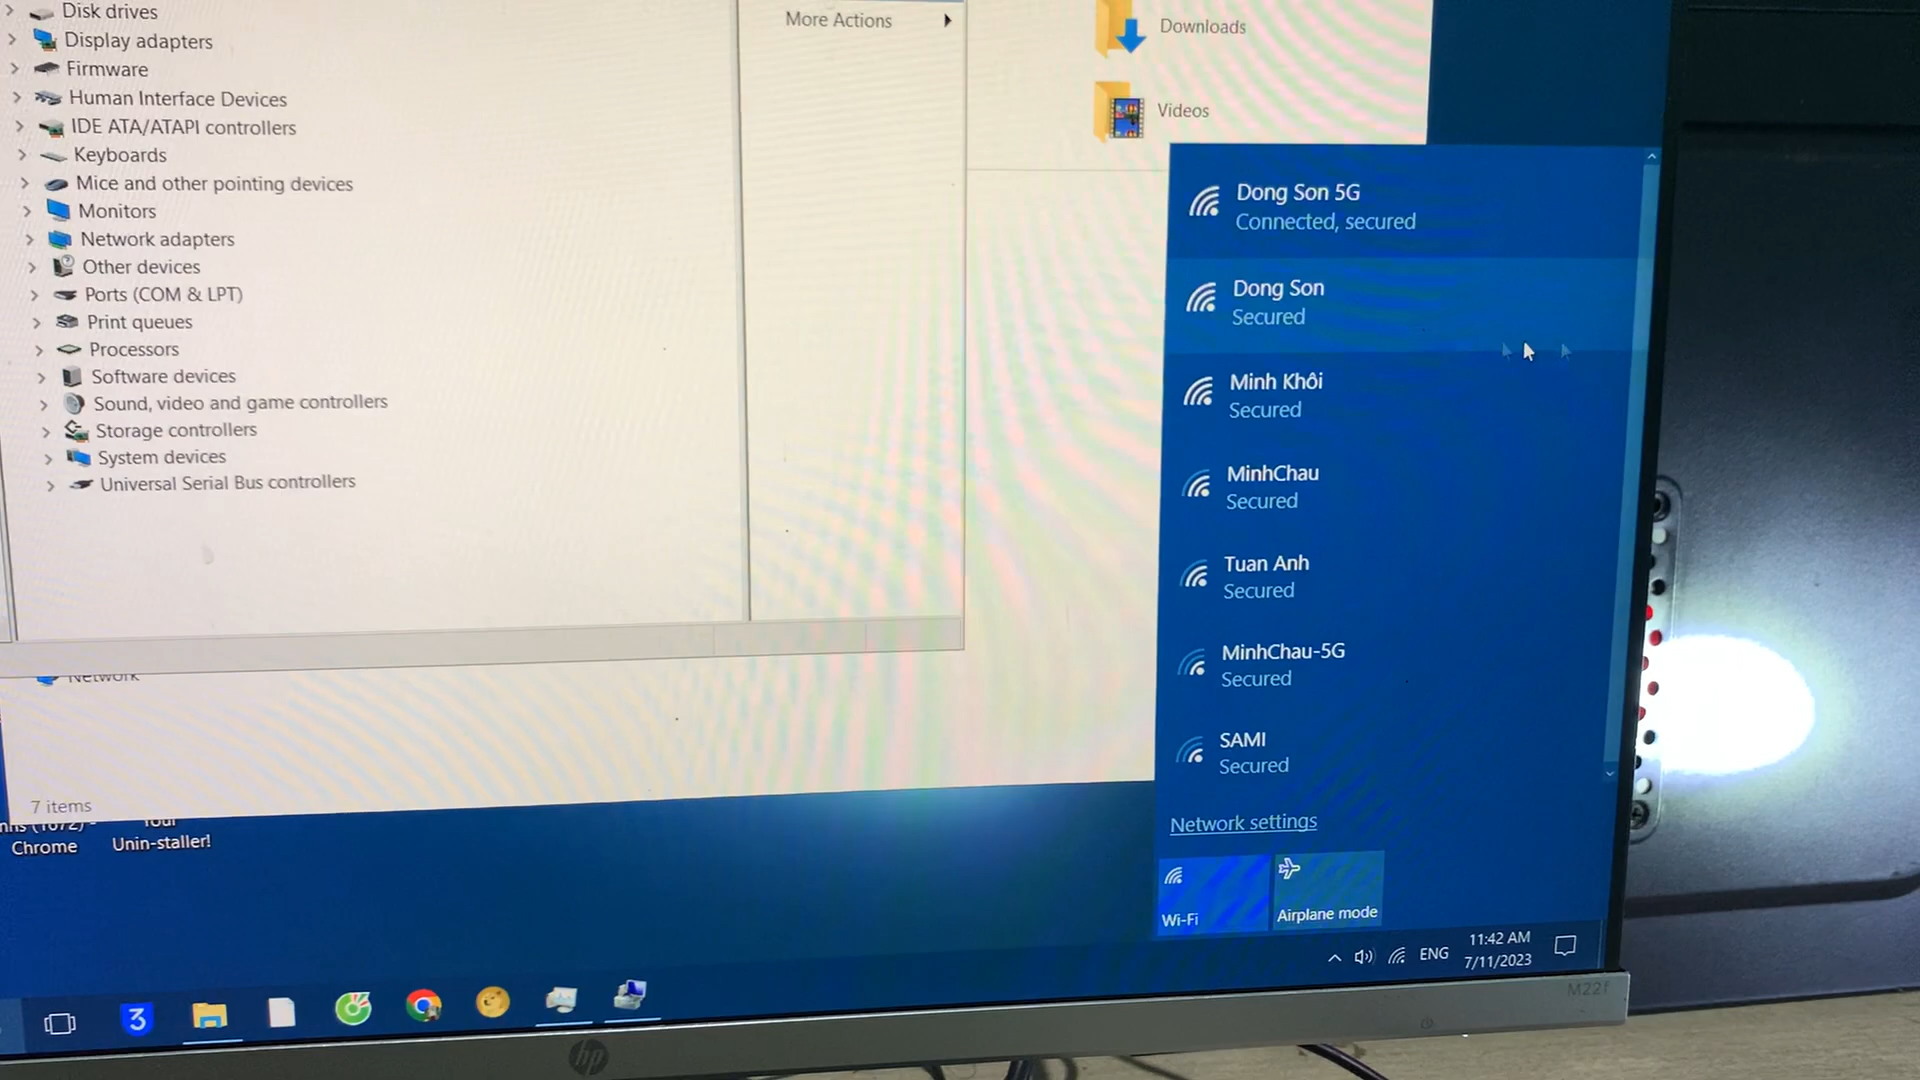 Disk drives
Display adapters
Firmware
Human Interface Devices
IDE ATA/ATAPI controllers
Keyboards
Mice and other pointing devices
Monitors
Network adapters
Other devices
Ports (COM & LPT)
Print queues
Processors
Software devices
Sound, video and game controllers
Storage controllers
System devices
Universal Serial Bus controllers
More Actions
Downloads
Videos
Network
7 items
Chrome
Your
Unin-staller!
Dong Son 5G
Connected, secured
Dong Son
Secured
Minh Khôi
Secured
MinhChau
Secured
Tuan Anh
Secured
MinhChau-5G
Secured
SAMI
Secured
Network settings
Wi-Fi
Airplane mode
ENG
11:42 AM
7/11/2023
3
hp
M22f